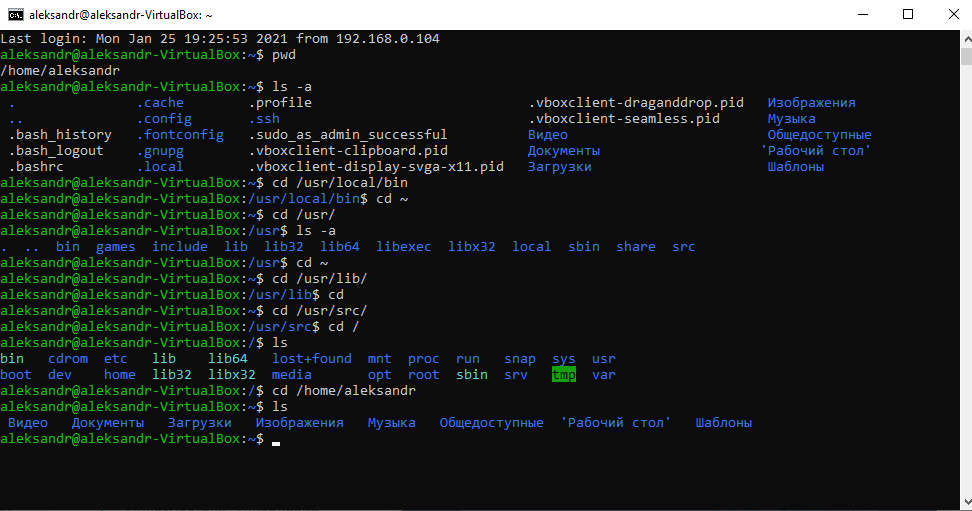 aleksandr@aleksandr-VirtualBox: ~
Last login: Mon Jan 25 19:25:53 2021 from 192.168.0.104
aleksandr@aleksandr-VirtualBox:~$ pwd
/home/aleksandr
aleksandr@aleksandr-VirtualBox:~$ ls -a
.                .cache        .profile                           .vboxclient-draganddrop.pid   Изображения
..               .config       .ssh                               .vboxclient-seamless.pid      Музыка
.bash_history   .fontconfig   .sudo_as_admin_successful          Видео                         Общедоступные
.bash_logout    .gnupg        .vboxclient-clipboard.pid          Документы                    'Рабочий стол'
.bashrc         .local        .vboxclient-display-svga-x11.pid   Загрузки                      Шаблоны
aleksandr@aleksandr-VirtualBox:~$ cd /usr/local/bin
aleksandr@aleksandr-VirtualBox:/usr/local/bin$ cd ~
aleksandr@aleksandr-VirtualBox:~$ cd /usr/
aleksandr@aleksandr-VirtualBox:/usr$ ls -a
.  ..  bin  games  include  lib  lib32  lib64  libexec  libx32  local  sbin  share  src
aleksandr@aleksandr-VirtualBox:/usr$ cd ~
aleksandr@aleksandr-VirtualBox:~$ cd /usr/lib/
aleksandr@aleksandr-VirtualBox:/usr/lib$ cd
aleksandr@aleksandr-VirtualBox:~$ cd /usr/src/
aleksandr@aleksandr-VirtualBox:/usr/src$ cd /
aleksandr@aleksandr-VirtualBox:/$ ls
bin   cdrom  etc   lib    lib64   lost+found  mnt  proc  run   snap  sys  usr
boot  dev    home  lib32  libx32  media       opt  root  sbin  srv   tmp  var
aleksandr@aleksandr-VirtualBox:/$ cd /home/aleksandr
aleksandr@aleksandr-VirtualBox:~$ ls
Видео   Документы   Загрузки   Изображения   Музыка   Общедоступные  'Рабочий стол'   Шаблоны
aleksandr@aleksandr-VirtualBox:~$